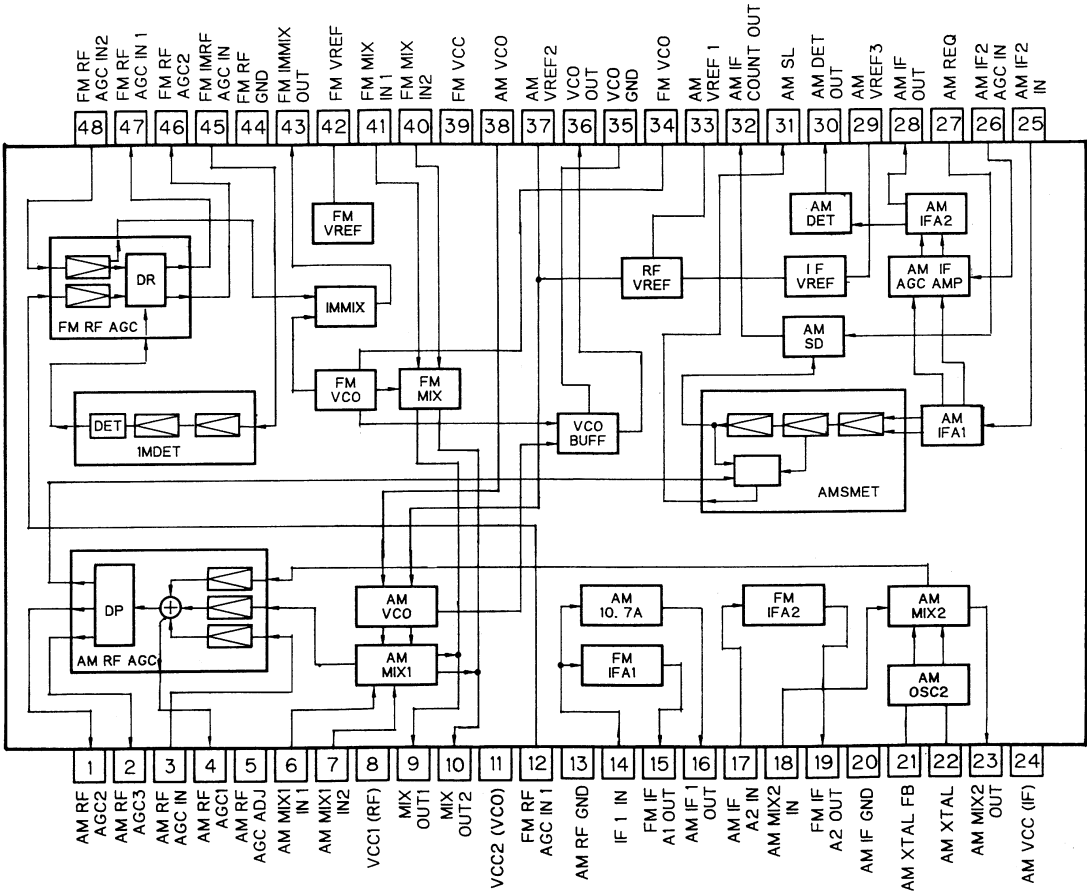 FM RF
AGC IN2
FM RF
AGC IN 1
FM RF
AGC2
FM IMRF
AGC IN
FM RF
GND
FM IMMIX
OUT
FM VREF
FM MIX
IN 1
FM MIX
IN2
FM VCC
AM VCO
AM
VREF2
VCO
OUT
VCO
GND
FM VCO
AM
VREF 1
AM IF
COUNT OUT
AM SL
AM DET
OUT
AM
VREF3
AM IF
OUT
AM REQ
AM IF2
AGC IN
AM IF2
IN
48 47 46 45 44 43 42 41 40 39 38 37 36 35 34 33 32 31 30 29 28 27 26 25
FM
VREF
AM
DET
AM
IFA2
DR
FM RF AGC
IMMIX
RF
VREF
I F
VREF
AM IF
AGC AMP
AM
SD
FM
VCO
FM
MIX
VCO
BUFF
AM
IFA1
DET
1MDET
AMSMET
DP
AM RF AGC
AM
VCO
AM
MIX1
AM
10. 7A
FM
IFA1
FM
IFA2
AM
MIX2
AM
OSC2
1 2 3 4 5 6 7 8 9 10 11 12 13 14 15 16 17 18 19 20 21 22 23 24
AM RF
AGC2
AM RF
AGC3
AM RF
AGC IN
AM RF
AGC1
AM RF
AGC ADJ
AM MIX1
IN 1
AM MIX1
IN2
VCC1 (RF)
MIX
OUT1
MIX
OUT2
VCC2 (VCO)
FM RF
AGC IN 1
AM RF GND
IF 1 IN
FM IF
A1 OUT
AM IF 1
OUT
AM IF
A2 IN
AM MIX2
IN
FM IF
A2 OUT
AM IF GND
AM XTAL FB
AM XTAL
AM MIX2
OUT
AM VCC (IF)